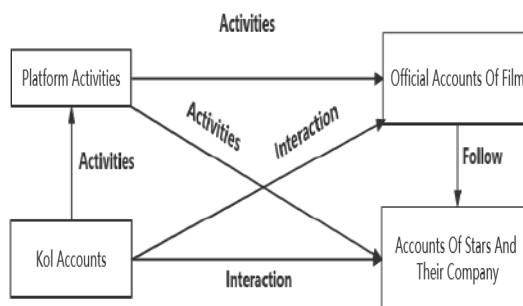 Activities
Platform Activities
Official Accounts Of Film
Activities
Interaction
Activities
Follow
Kol Accounts
Accounts Of Stars And
Their Company
Interaction